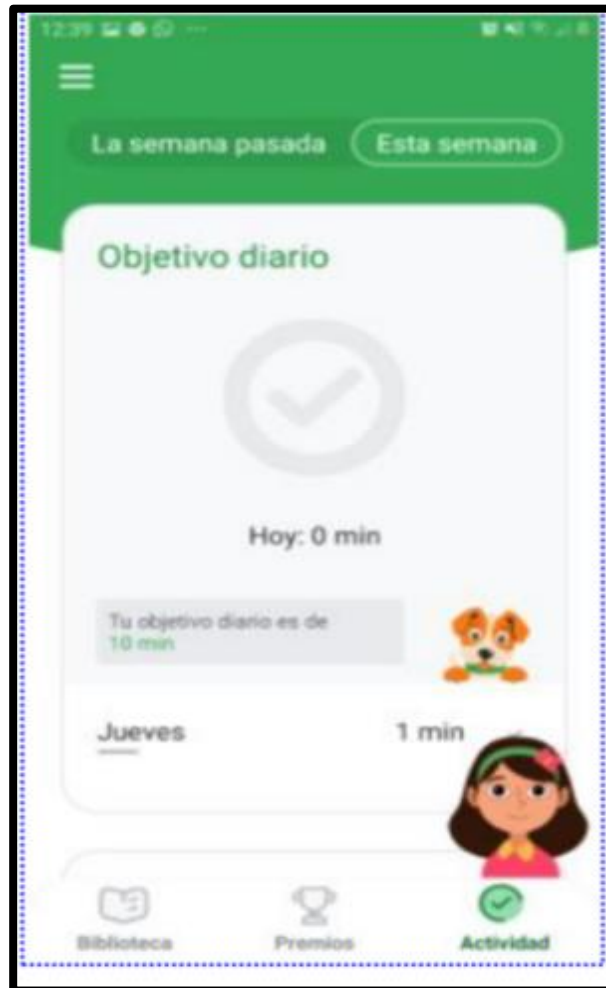 12:39
La semana pasada Esta semana
Objetivo diario
Hoy: 0 min
Tu objetivo diario es de
10 min
Jueves 1 min
Biblioteca Premios Actividad